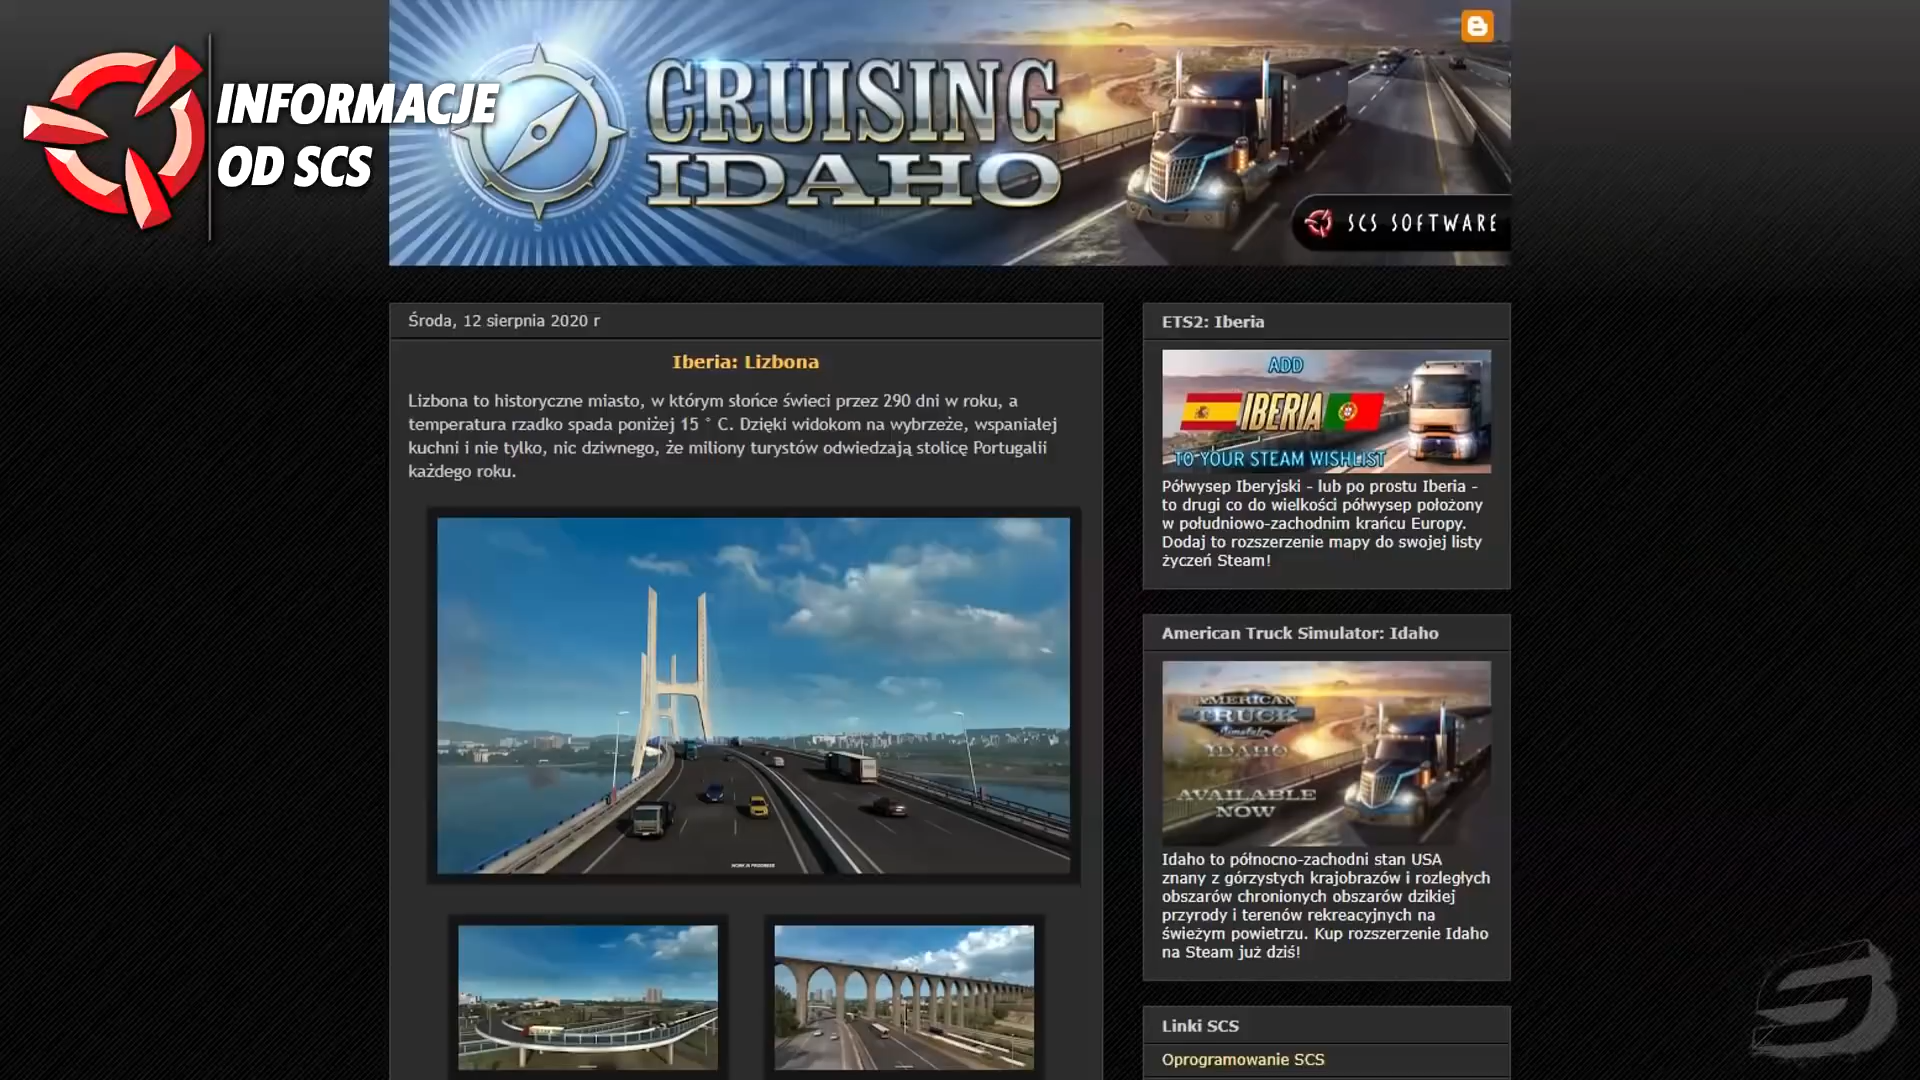 INFORMACJE
OD SCS
CRUISING
IDAHO
SCS SOFTWARE
Środa, 12 sierpnia 2020 r
Iberia: Lizbona
Lizbona to historyczne miasto, w którym słońce świeci przez 290 dni w roku, a
temperatura rzadko spada poniżej 15 ° C. Dzięki widokom na wybrzeże, wspaniałej
kuchni i nie tylko, nic dziwnego, że miliony turystów odwiedzają stolicę Portugalii
każdego roku.
WORK IN PROGRESS
ETS2: Iberia
ADD
IBERIA
TO YOUR STEAM WISHLIST
Półwysep Iberyjski - lub po prostu Iberia -
to drugi co do wielkości półwysep położony
w południowo-zachodnim krańcu Europy.
Dodaj to rozszerzenie mapy do swojej listy
życzeń Steam!
American Truck Simulator: Idaho
AMERICAN
TRUCK
Simulator
IDAHO
AVAILABLE
NOW
Idaho to północno-zachodni stan USA
znany z górzystych krajobrazów i rozległych
obszarów chronionych obszarów dzikiej
przyrody i terenów rekreacyjnych na
świeżym powietrzu. Kup rozszerzenie Idaho
na Steam już dziś!
Linki SCS
Oprogramowanie SCS